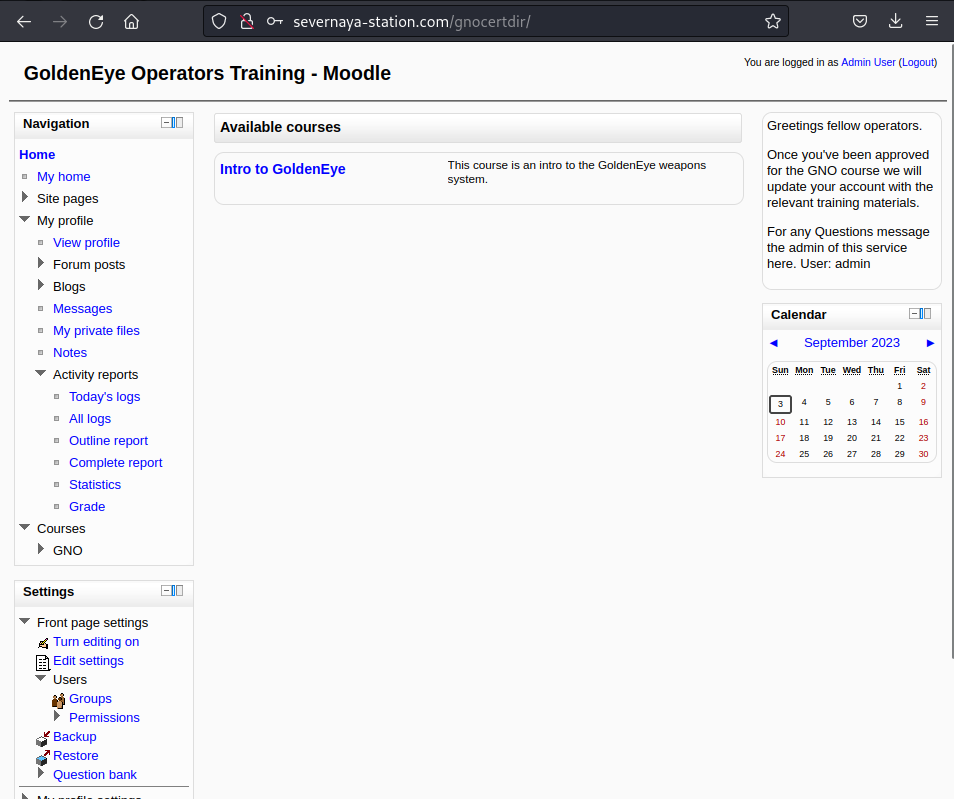 severnaya-station.com/gnocertdir/
GoldenEye Operators Training - Moodle
You are logged in as Admin User (Logout)
Navigation
Home
My home
Site pages
My profile
View profile
Forum posts
Blogs
Messages
My private files
Notes
Activity reports
Today's logs
All logs
Outline report
Complete report
Statistics
Grade
Courses
GNO
Settings
Front page settings
Turn editing on
Edit settings
Users
Groups
Permissions
Backup
Restore
Question bank
My profile settings
Available courses
Intro to GoldenEye
This course is an intro to the GoldenEye weapons
system.
Greetings fellow operators.
Once you've been approved
for the GNO course we will
update your account with the
relevant training materials.
For any Questions message
the admin of this service
here. User: admin
Calendar
◄ September 2023 ►
Sun Mon Tue Wed Thu Fri Sat
1 2
3 4 5 6 7 8 9
10 11 12 13 14 15 16
17 18 19 20 21 22 23
24 25 26 27 28 29 30